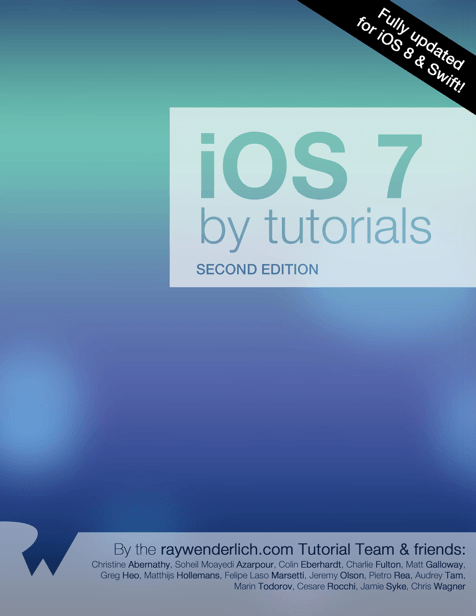 Fully updated
for iOS 8 & Swift!
iOS 7
by tutorials
SECOND EDITION
By the raywenderlich.com Tutorial Team & friends:
Christine Abernathy, Soheil Moayedi Azarpour, Colin Eberhardt, Charlie Fulton, Matt Galloway,
Greg Heo, Matthijs Hollemans, Felipe Laso Marsetti, Jeremy Olson, Pietro Rea, Audrey Tam,
Marin Todorov, Cesare Rocchi, Jamie Syke, Chris Wagner